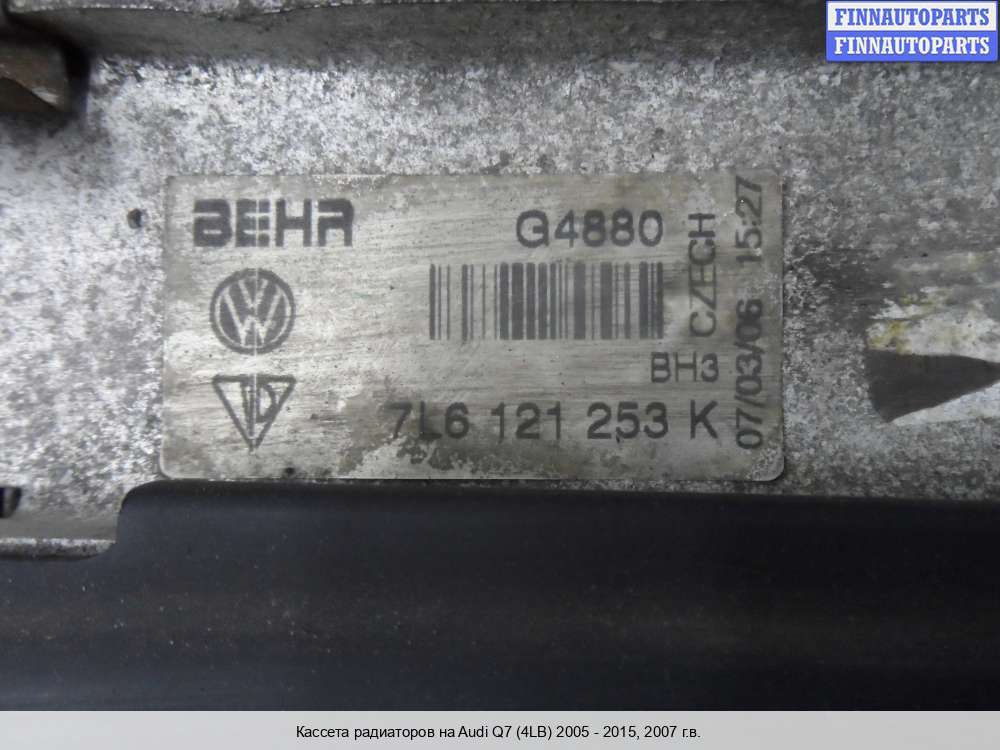 FINNAUTOPARTS
FINNAUTOPARTS
BEHR
G4880
CZECH
07/03/06 15:27
BH3
7L6 121 253 K
Кассета радиаторов на Audi Q7 (4LB) 2005 - 2015, 2007 г.в.